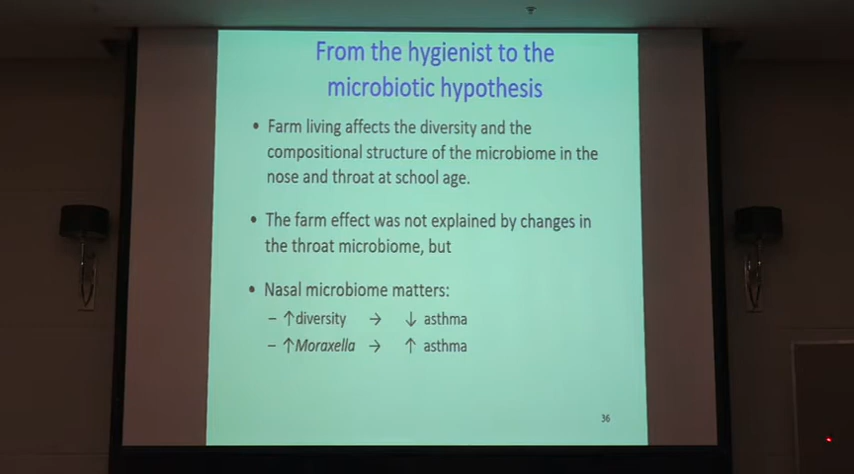 From the hygienist to the
microbiotic hypothesis
• Farm living affects the diversity and the
compositional structure of the microbiome in the
nose and throat at school age.
• The farm effect was not explained by changes in
the throat microbiome, but
• Nasal microbiome matters:
– ↑diversity → ↓ asthma
– ↑Moraxella → ↑ asthma
36